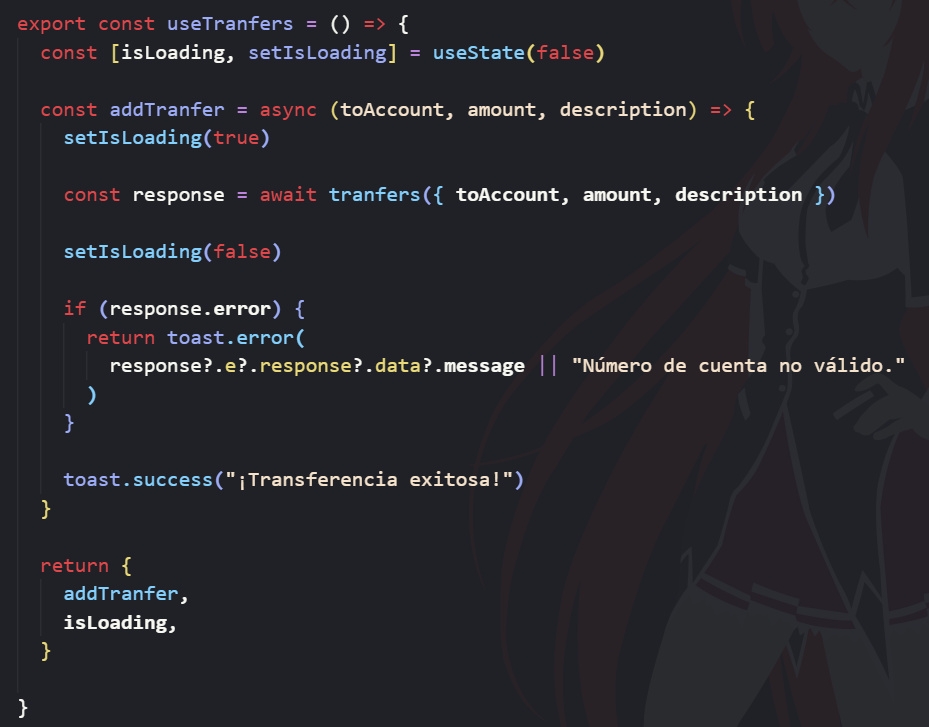 export const useTranfers = () => {
const [isLoading, setIsLoading] = useState(false)
const addTranfer = async (toAccount, amount, description) => {
setIsLoading(true)
const response = await tranfers({ toAccount, amount, description })
setIsLoading(false)
if (response.error) {
return toast.error(
response?.e?.response?.data?.message || "Número de cuenta no válido."
)
}
toast.success("¡Transferencia exitosa!")
}
return {
addTranfer,
isLoading,
}
}